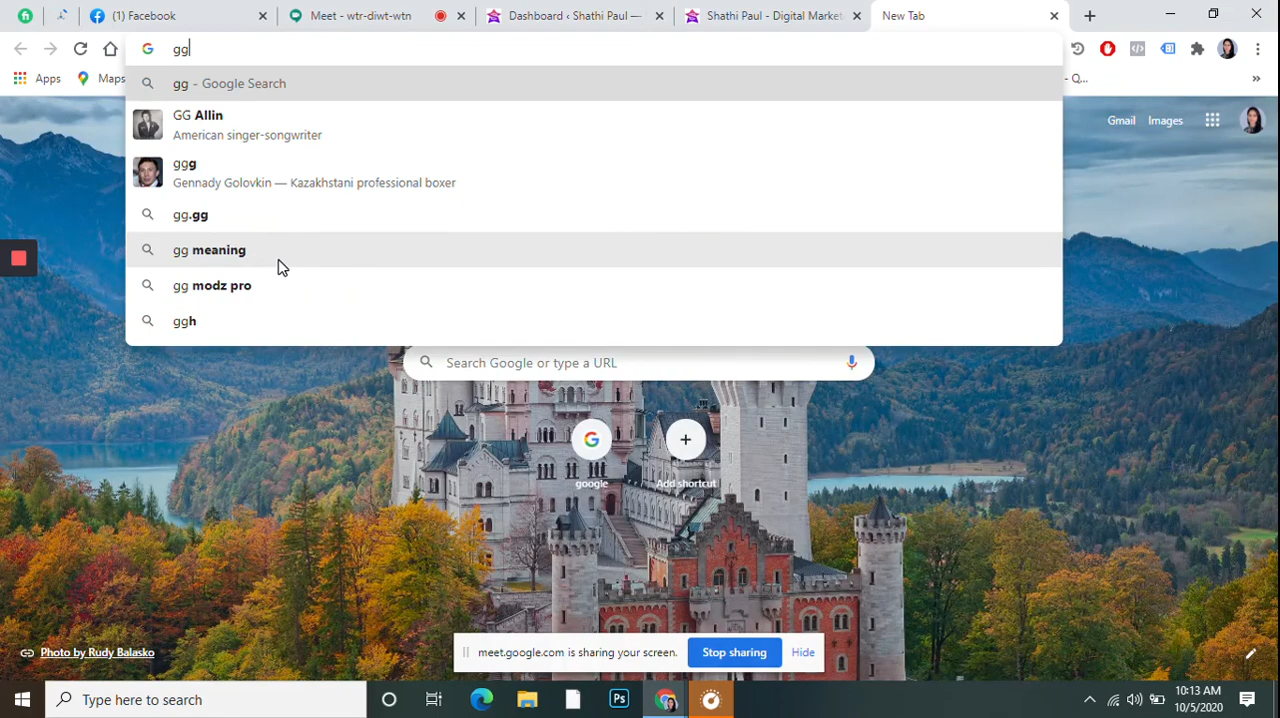 (1) Facebook
Meet - wtr-diwt-wtn
Dashboard ‹ Shathi Paul —
Shathi Paul - Digital Market
New Tab
gg
Apps
Maps
- Q...
»
gg - Google Search
GG Allin
American singer-songwriter
ggg
Gennady Golovkin — Kazakhstani professional boxer
gg.gg
gg meaning
gg modz pro
ggh
Gmail
Images
Search Google or type a URL
google
Add shortcut
Photo by Rudy Balasko
meet.google.com is sharing your screen.
Stop sharing
Hide
Type here to search
Ps
10:13 AM
10/5/2020